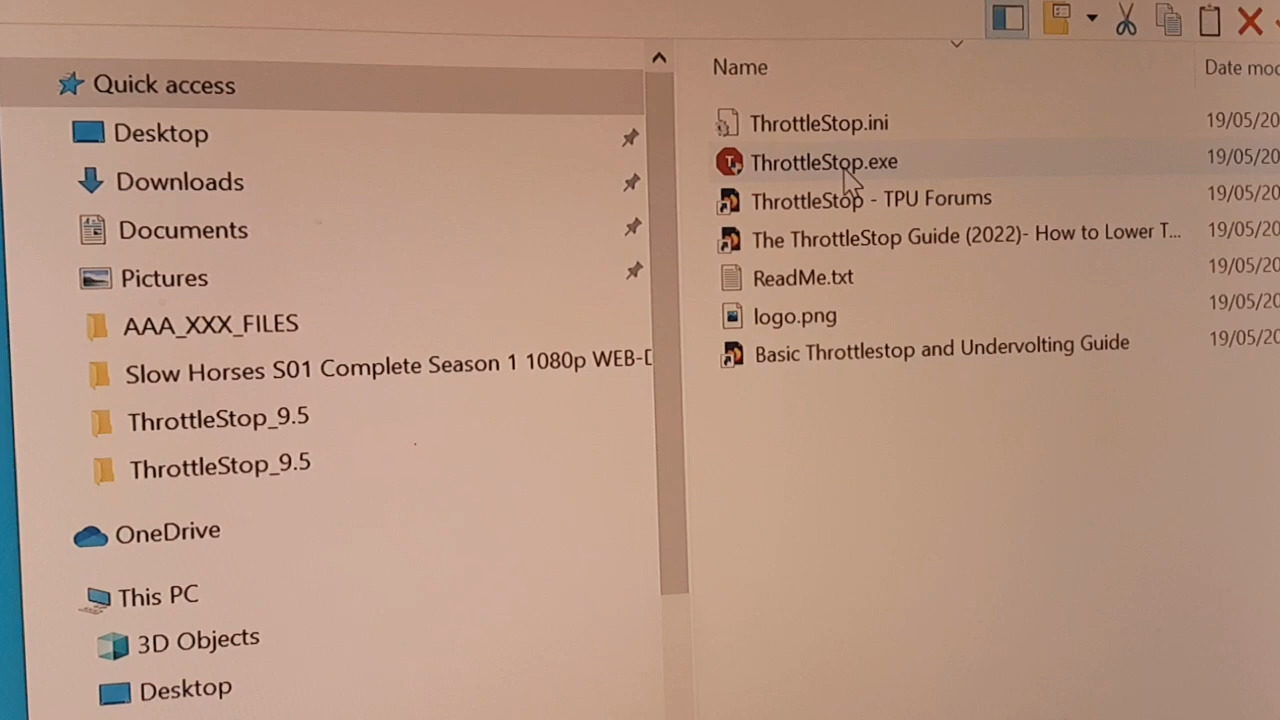 Quick access
Desktop
Downloads
Documents
Pictures
AAA_XXX_FILES
Slow Horses S01 Complete Season 1 1080p WEB-D
ThrottleStop_9.5
ThrottleStop_9.5
OneDrive
This PC
3D Objects
Desktop
Name
Date mod
ThrottleStop.ini
19/05/20
ThrottleStop.exe
19/05/20
ThrottleStop - TPU Forums
19/05/20
The ThrottleStop Guide (2022)- How to Lower T...
19/05/20
ReadMe.txt
19/05/20
logo.png
19/05/20
Basic Throttlestop and Undervolting Guide
19/05/20